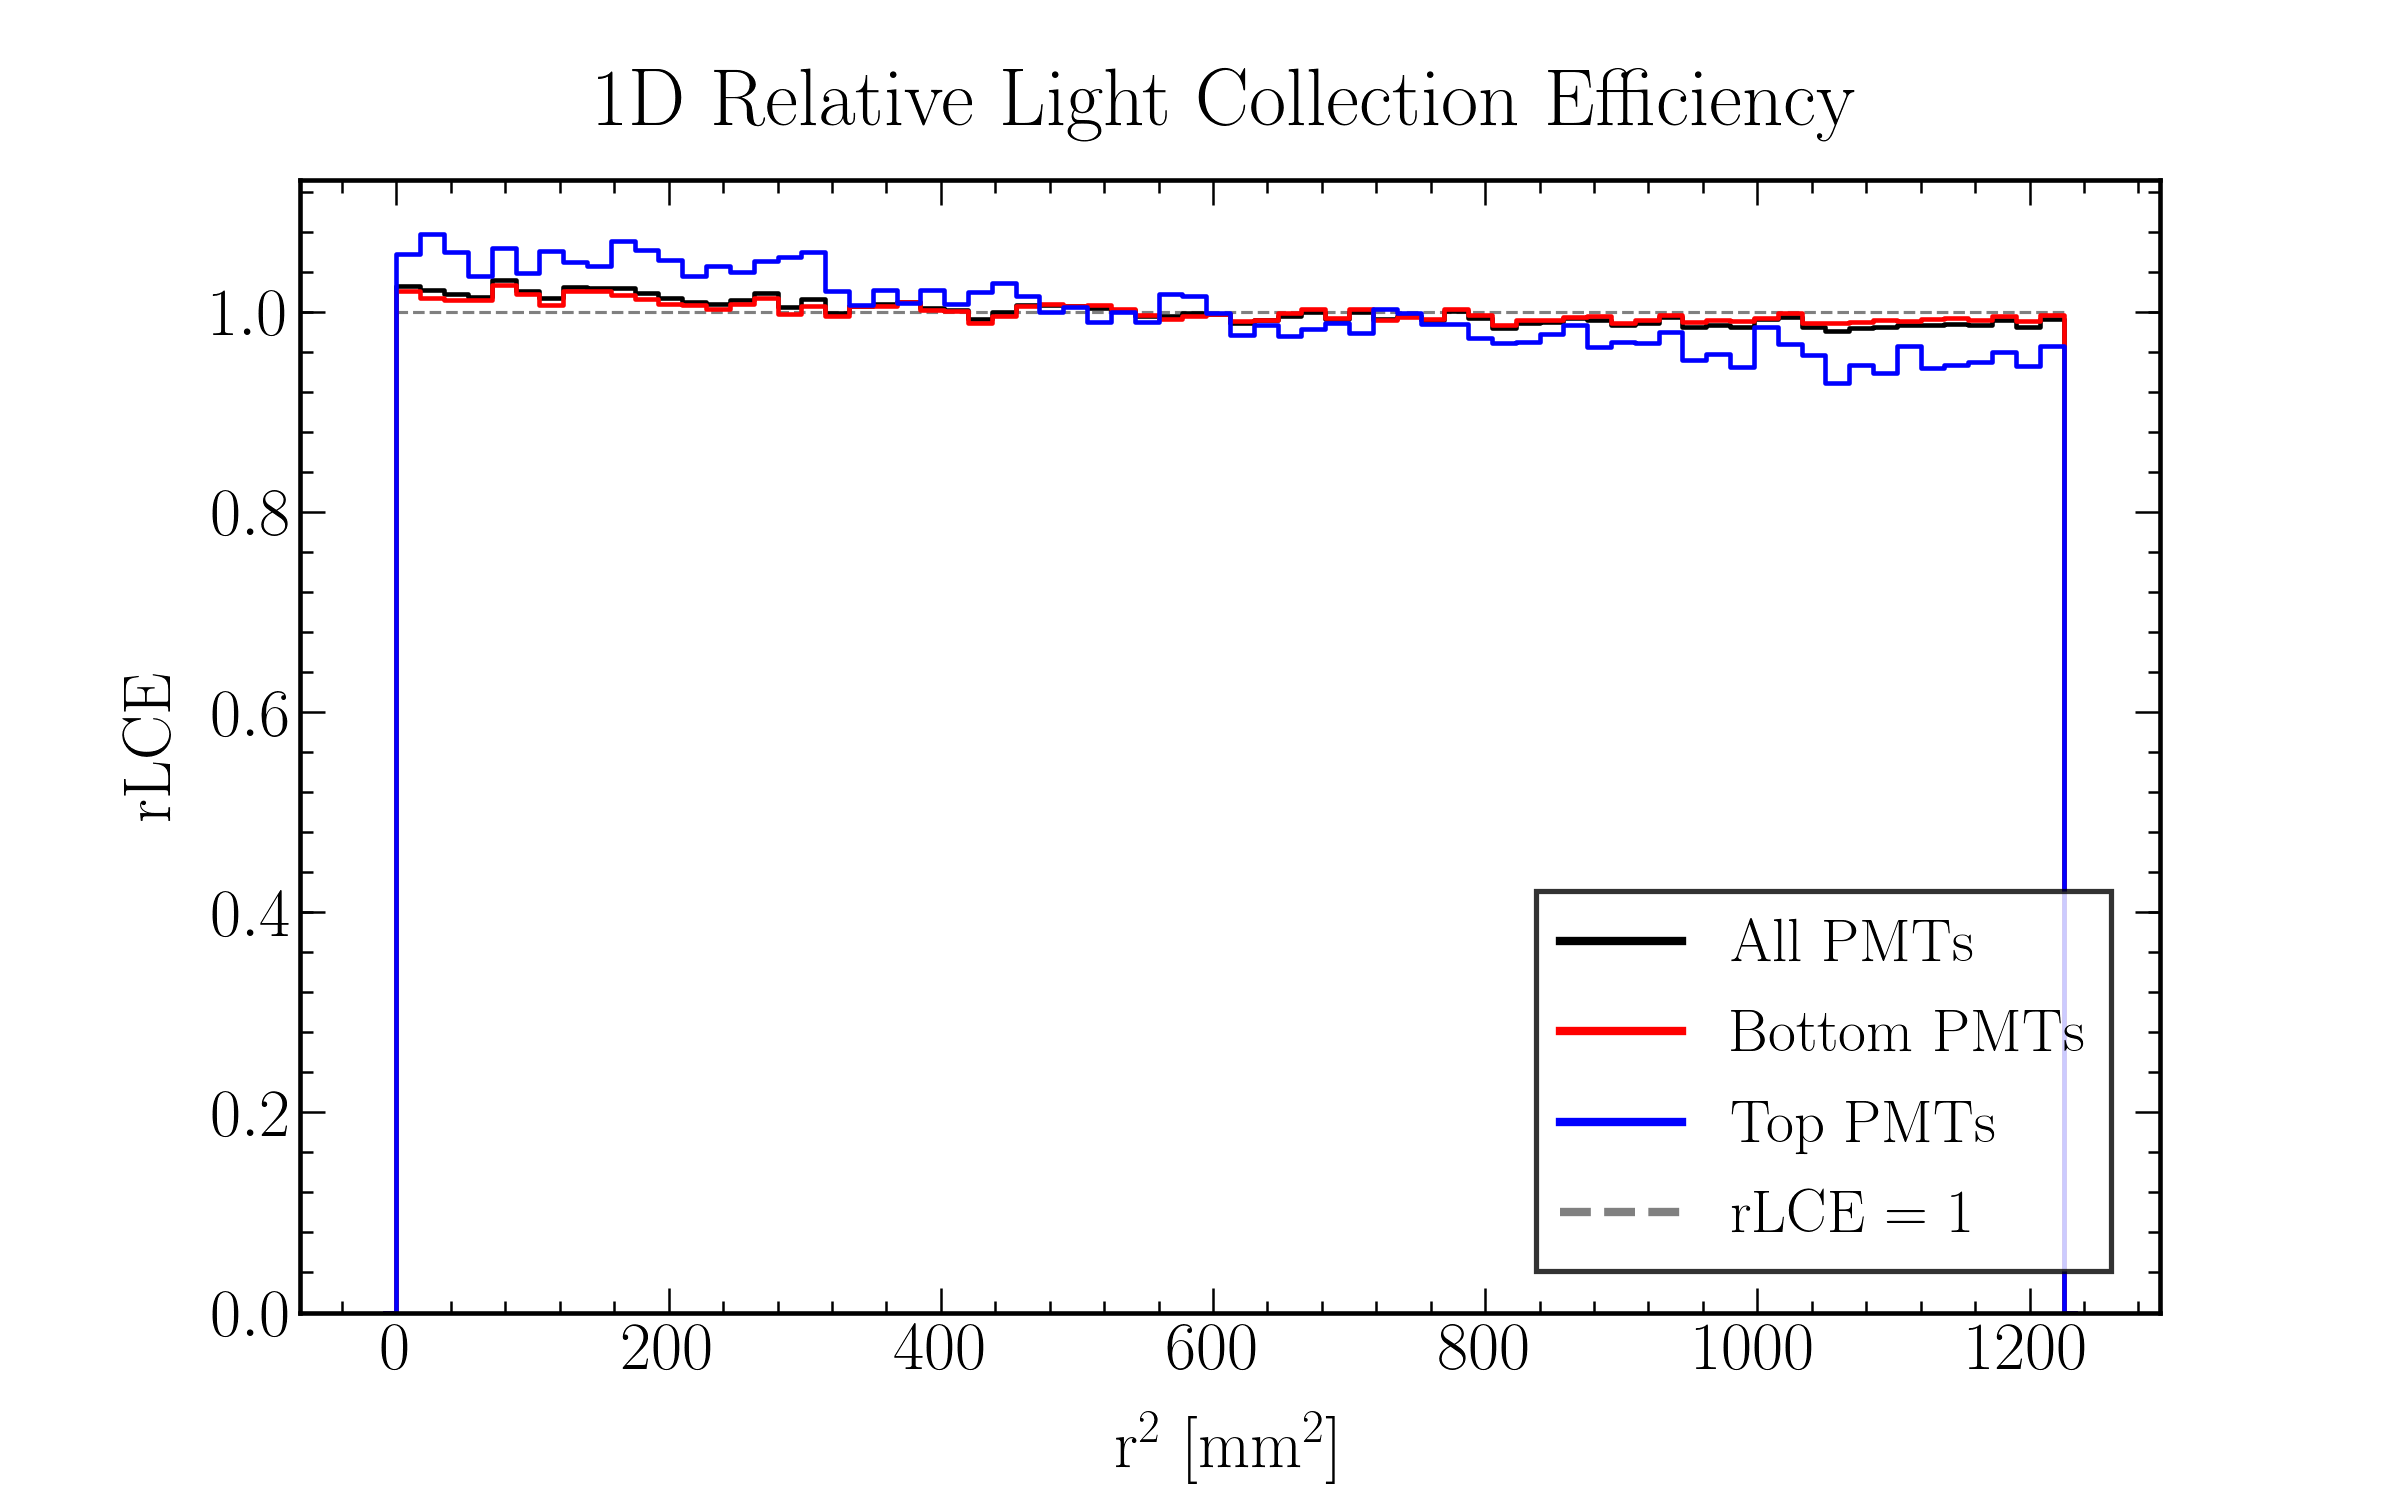 1D Relative Light Collection Efficiency
rLCE
1.0
0.8
0.6
0.4
0.2
0.0
0 200 400 600 800 1000 1200
r² [mm²]
All PMTs
Bottom PMTs
Top PMTs
rLCE = 1